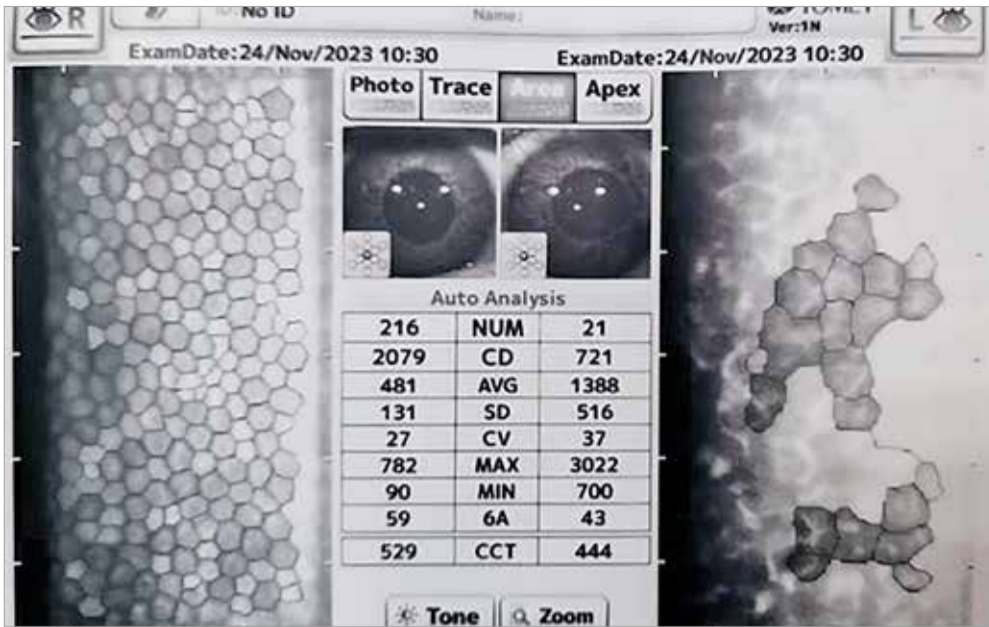 R
No ID
Name:
Ver:1N
L
ExamDate:24/Nov/2023 10:30
ExamDate:24/Nov/2023 10:30
Photo Trace Area Apex
Auto Analysis
216 NUM 21
2079 CD 721
481 AVG 1388
131 SD 516
27 CV 37
782 MAX 3022
90 MIN 700
59 6A 43
529 CCT 444
Tone Zoom